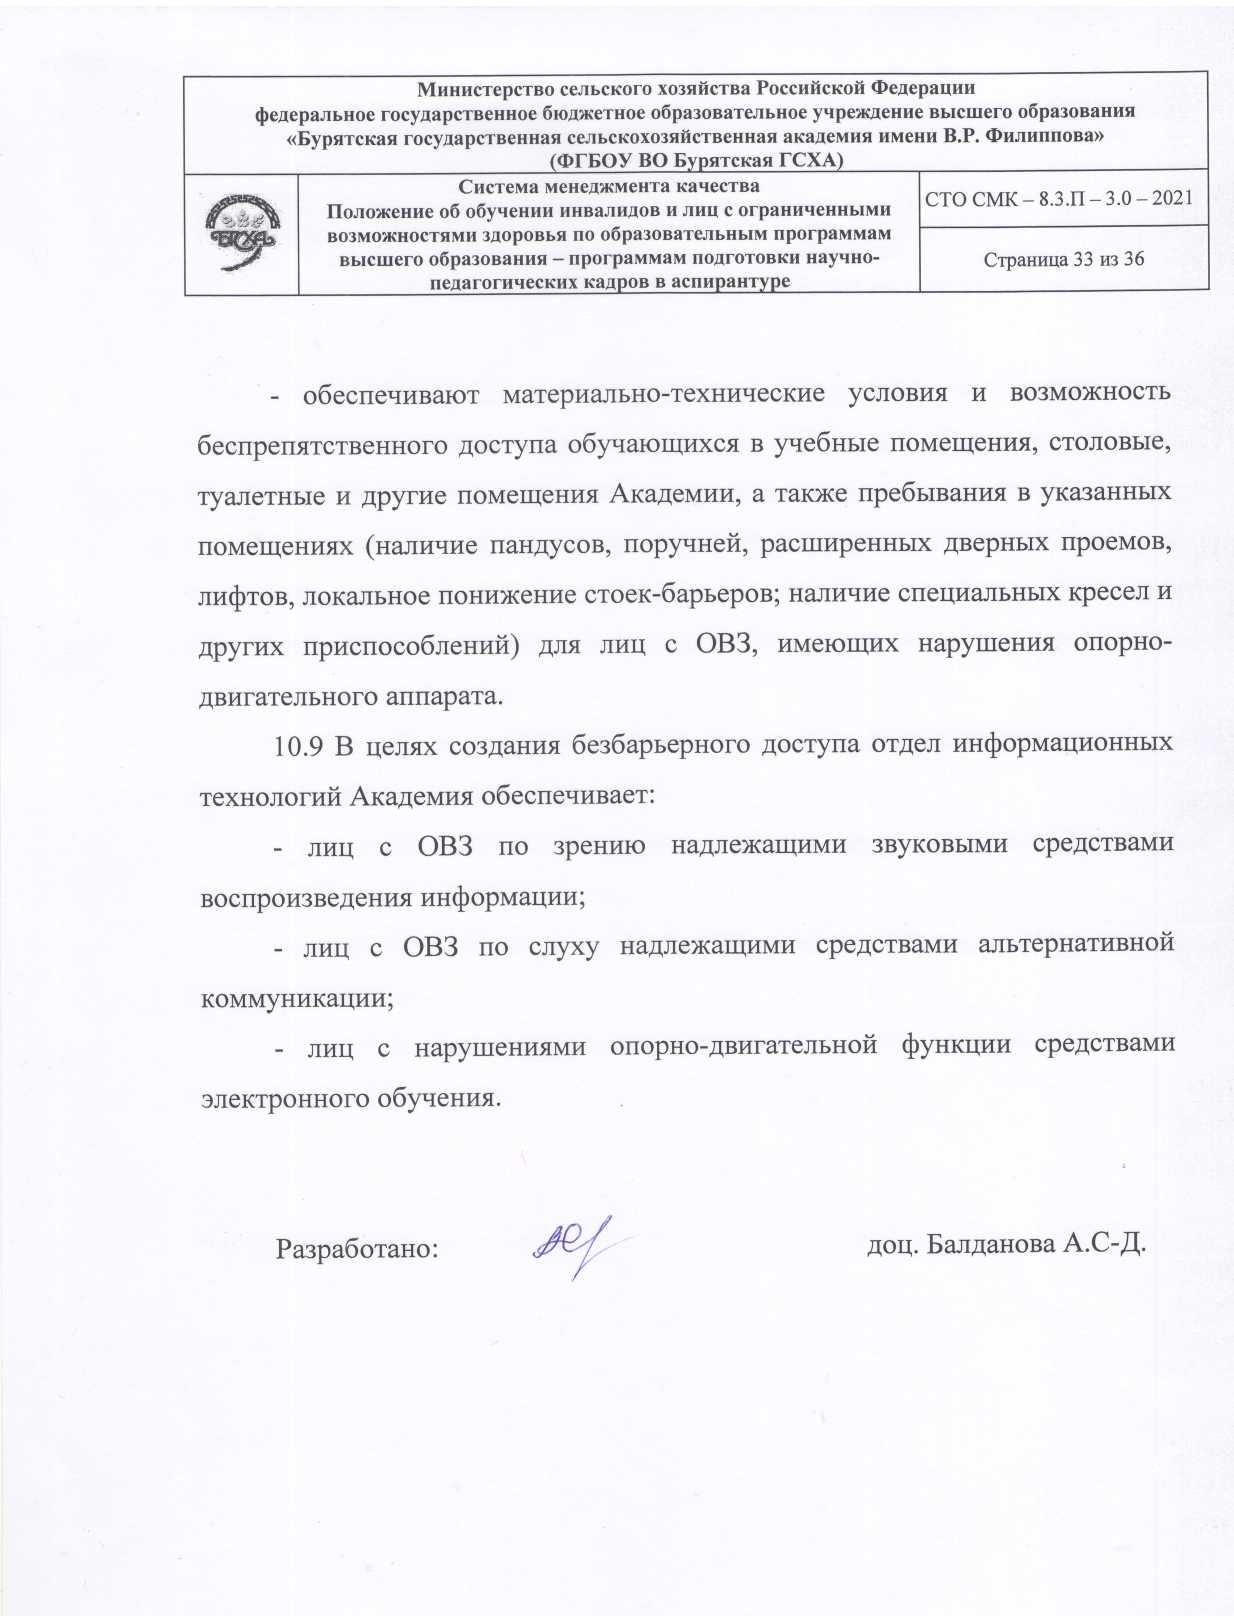 Министерство сельского хозяйства Российской Федерации
федеральное государственное бюджетное образовательное учреждение высшего образования
«Бурятская государственная сельскохозяйственная академия имени В.Р. Филиппова»
(ФГБОУ ВО Бурятская ГСХА)
БГСХА
Система менеджмента качества
Положение об обучении инвалидов и лиц с ограниченными
возможностями здоровья по образовательным программам
высшего образования – программам подготовки научно-
педагогических кадров в аспирантуре
СТО СМК – 8.3.П – 3.0 – 2021
Страница 33 из 36
- обеспечивают материально-технические условия и возможность
беспрепятственного доступа обучающихся в учебные помещения, столовые,
туалетные и другие помещения Академии, а также пребывания в указанных
помещениях (наличие пандусов, поручней, расширенных дверных проемов,
лифтов, локальное понижение стоек-барьеров; наличие специальных кресел и
других приспособлений) для лиц с ОВЗ, имеющих нарушения опорно-
двигательного аппарата.
10.9 В целях создания безбарьерного доступа отдел информационных
технологий Академия обеспечивает:
- лиц с ОВЗ по зрению надлежащими звуковыми средствами
воспроизведения информации;
- лиц с ОВЗ по слуху надлежащими средствами альтернативной
коммуникации;
- лиц с нарушениями опорно-двигательной функции средствами
электронного обучения.
Разработано: доц. Балданова А.С-Д.